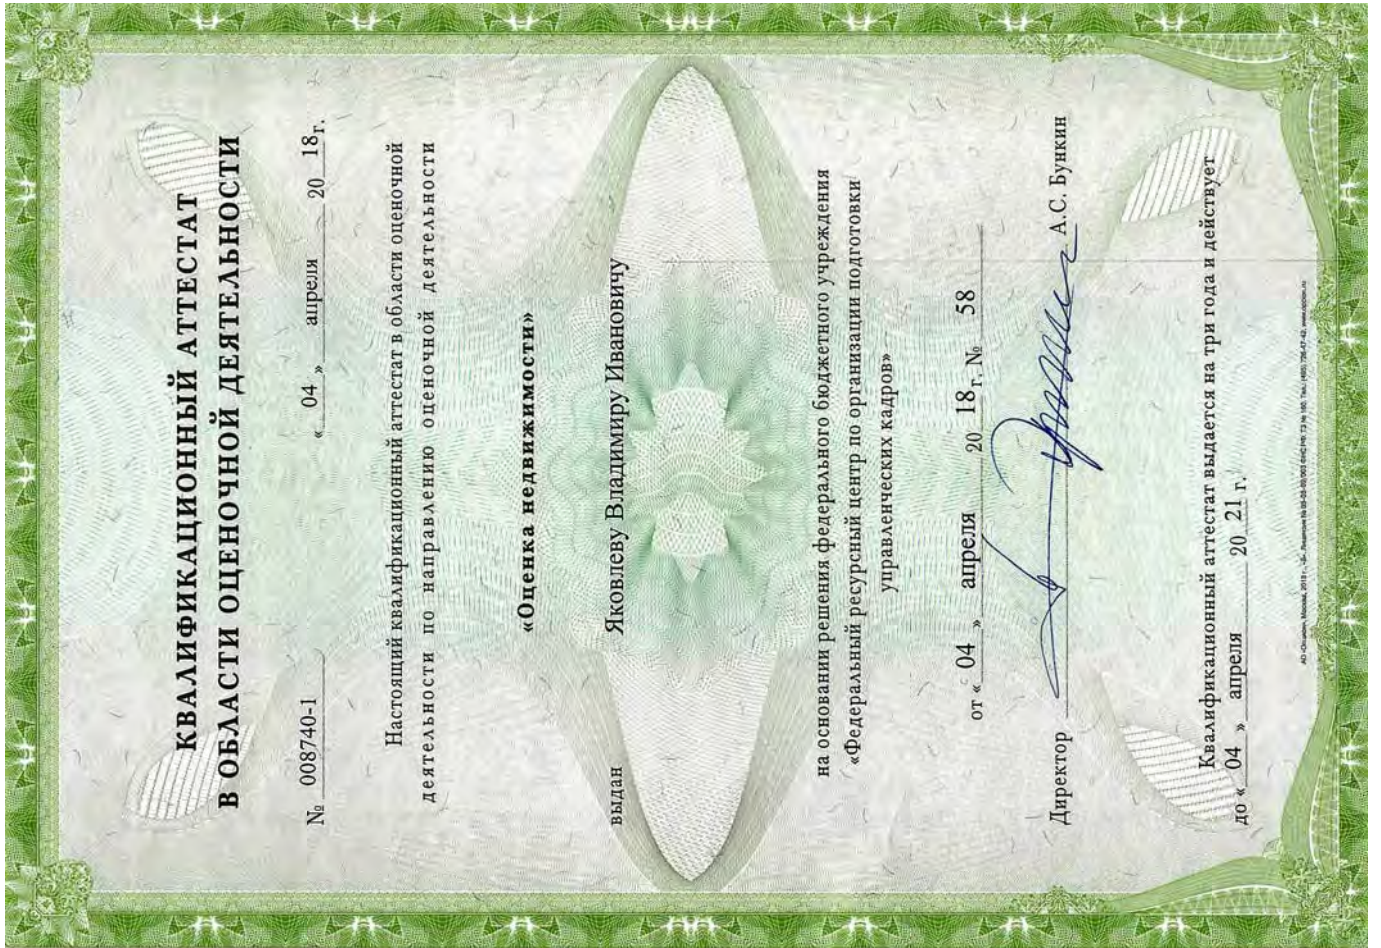 КВАЛИФИКАЦИОННЫЙ АТТЕСТАТ
В ОБЛАСТИ ОЦЕНОЧНОЙ ДЕЯТЕЛЬНОСТИ
№ 008740-1 « 04 » апреля 20 18 г.
Настоящий квалификационный аттестат в области оценочной
деятельности по направлению оценочной деятельности
«Оценка недвижимости»
выдан Яковлеву Владимиру Ивановичу
на основании решения федерального бюджетного учреждения
«Федеральный ресурсный центр по организации подготовки
управленческих кадров»
от « 04 » апреля 20 18 г. № 58
Директор А.С. Бункин
Квалификационный аттестат выдается на три года и действует
до « 04 » апреля 20 21 г.